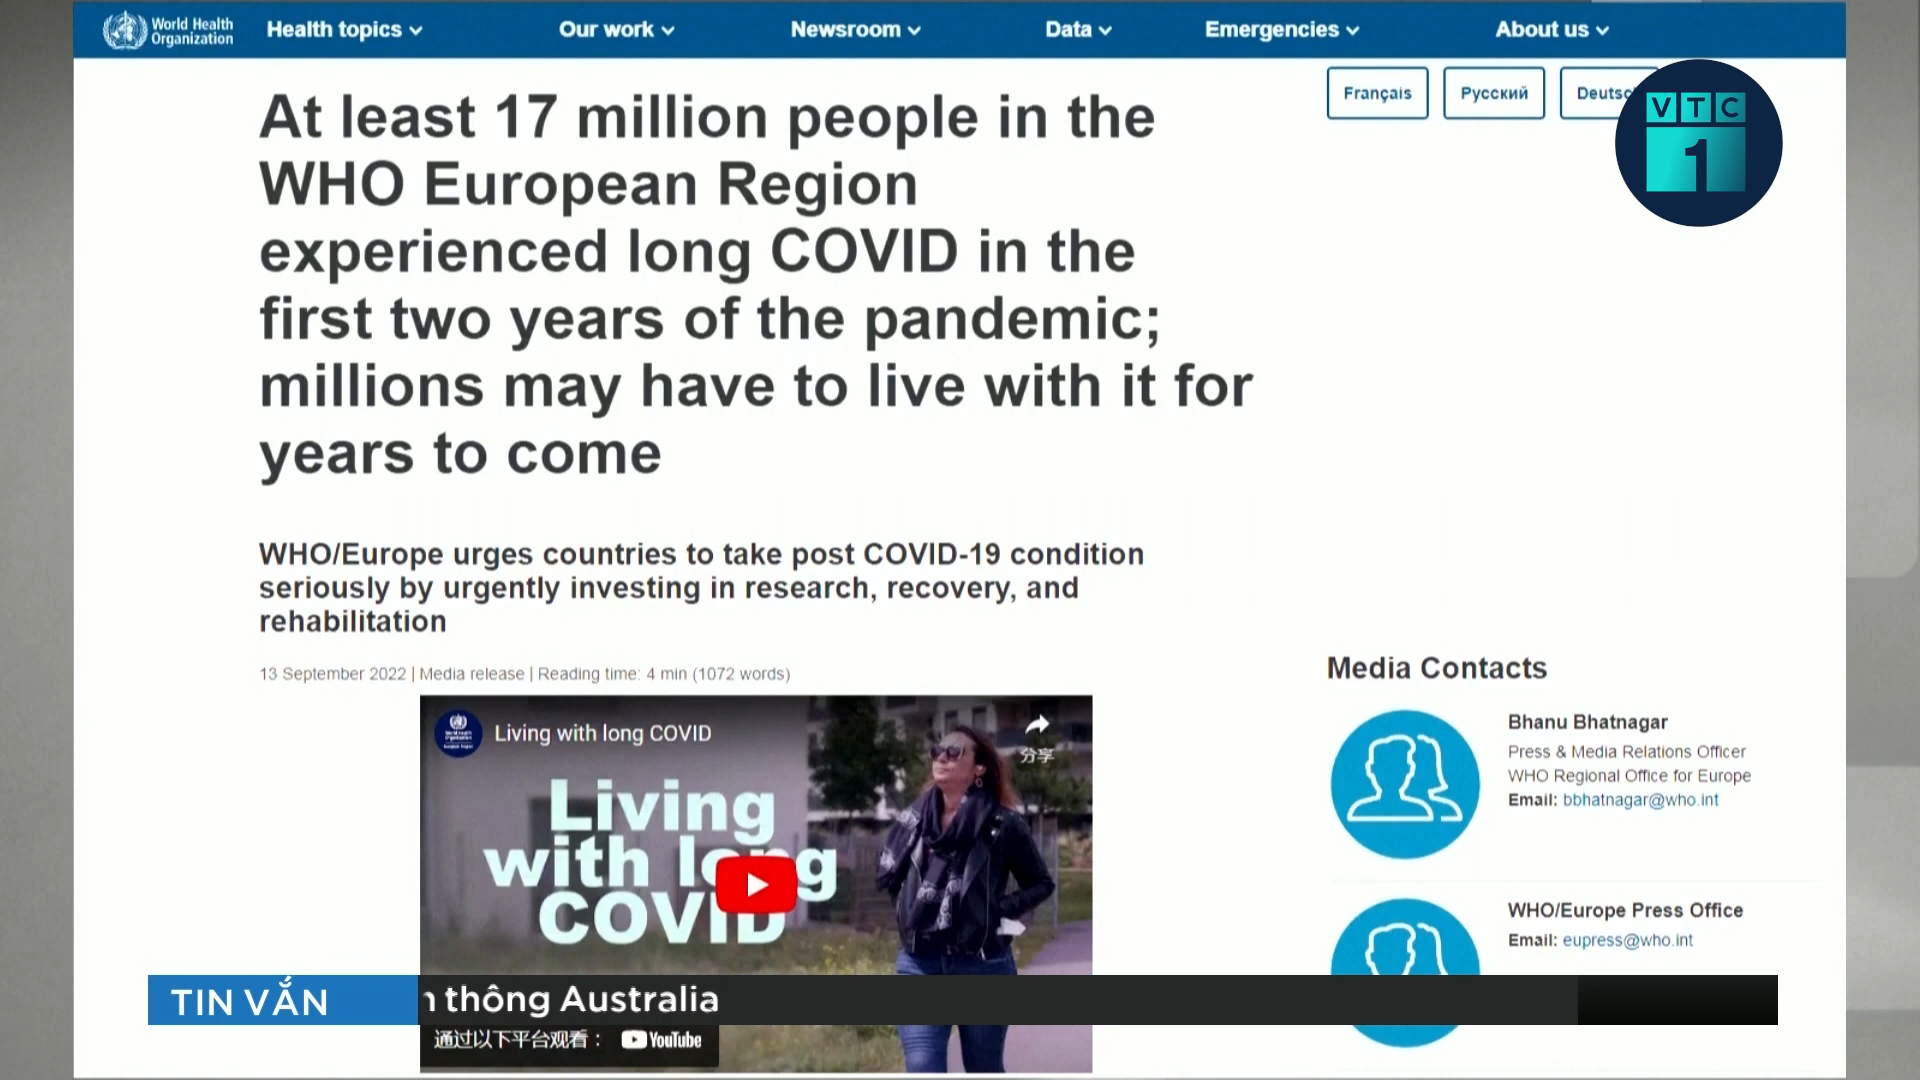 World Health
Organization
Health topics
Our work
Newsroom
Data
Emergencies
About us
Français
Русский
VTC
1
At least 17 million people in the
WHO European Region
experienced long COVID in the
first two years of the pandemic;
millions may have to live with it for
years to come
WHO/Europe urges countries to take post COVID-19 condition
seriously by urgently investing in research, recovery, and
rehabilitation
13 September 2022 | Media release | Reading time: 4 min (1072 words)
Living with long COVID
分享
Living
with long
COVID
Media Contacts
Bhanu Bhatnagar
Press & Media Relations Officer
WHO Regional Office for Europe
Email: bbhatnagar@who.int
WHO/Europe Press Office
Email: eupress@who.int
TIN VẮN
thông Australia
通过以下平台观看：
YouTube